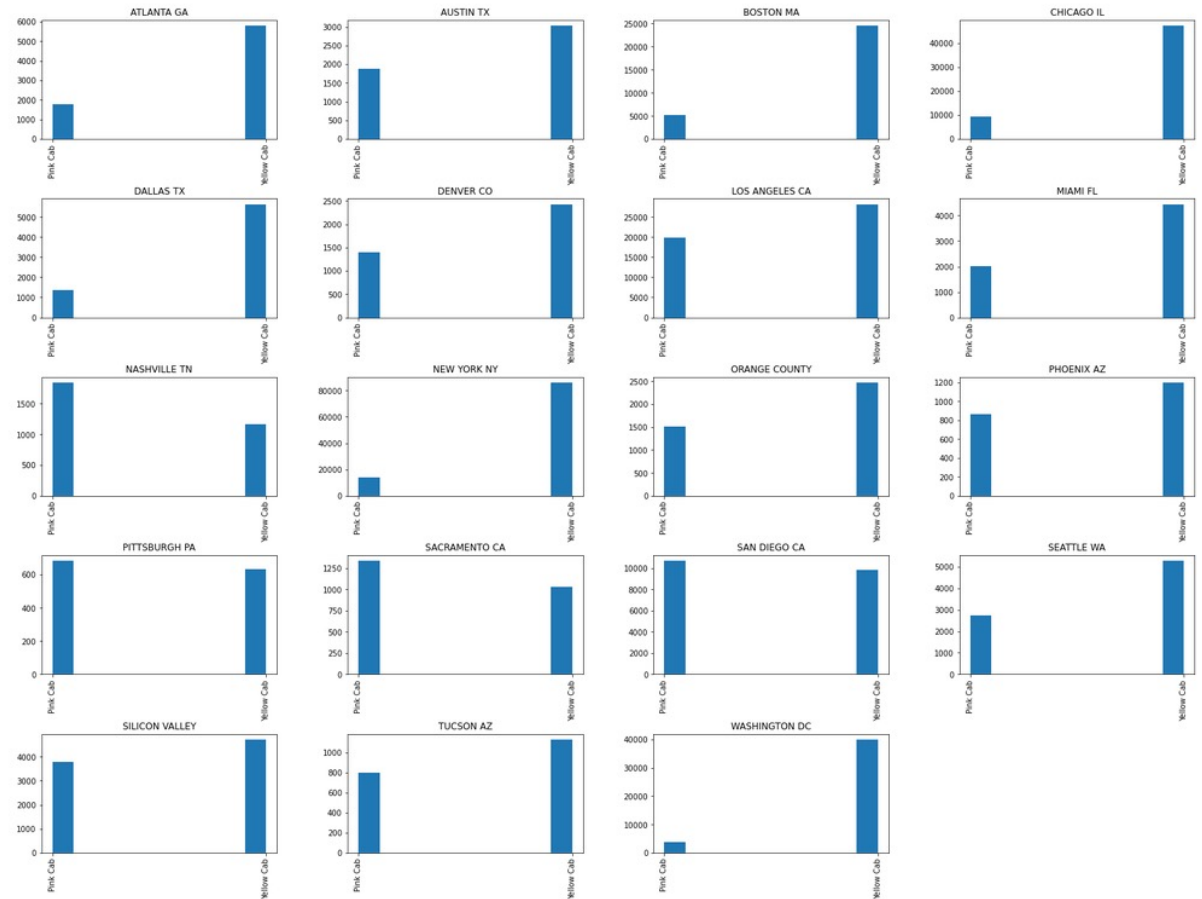 ATLANTA GA
6000
5000
4000
3000
2000
1000
0
Pink Cab
Yellow Cab
AUSTIN TX
3000
2500
2000
1500
1000
500
0
Pink Cab
Yellow Cab
BOSTON MA
25000
20000
15000
10000
5000
0
Pink Cab
Yellow Cab
CHICAGO IL
40000
30000
20000
10000
0
Pink Cab
Yellow Cab
DALLAS TX
5000
4000
3000
2000
1000
0
Pink Cab
Yellow Cab
DENVER CO
2500
2000
1500
1000
500
0
Pink Cab
Yellow Cab
LOS ANGELES CA
25000
20000
15000
10000
5000
0
Pink Cab
Yellow Cab
MIAMI FL
4000
3000
2000
1000
0
Pink Cab
Yellow Cab
NASHVILLE TN
1500
1000
500
0
Pink Cab
Yellow Cab
NEW YORK NY
80000
60000
40000
20000
0
Pink Cab
Yellow Cab
ORANGE COUNTY
2500
2000
1500
1000
500
0
Pink Cab
Yellow Cab
PHOENIX AZ
1200
1000
800
600
400
200
0
Pink Cab
Yellow Cab
PITTSBURGH PA
600
400
200
0
Pink Cab
Yellow Cab
SACRAMENTO CA
1250
1000
750
500
250
0
Pink Cab
Yellow Cab
SAN DIEGO CA
10000
8000
6000
4000
2000
0
Pink Cab
Yellow Cab
SEATTLE WA
5000
4000
3000
2000
1000
0
Pink Cab
Yellow Cab
SILICON VALLEY
4000
3000
2000
1000
0
Pink Cab
Yellow Cab
TUCSON AZ
1000
800
600
400
200
0
Pink Cab
Yellow Cab
WASHINGTON DC
40000
30000
20000
10000
0
Pink Cab
Yellow Cab